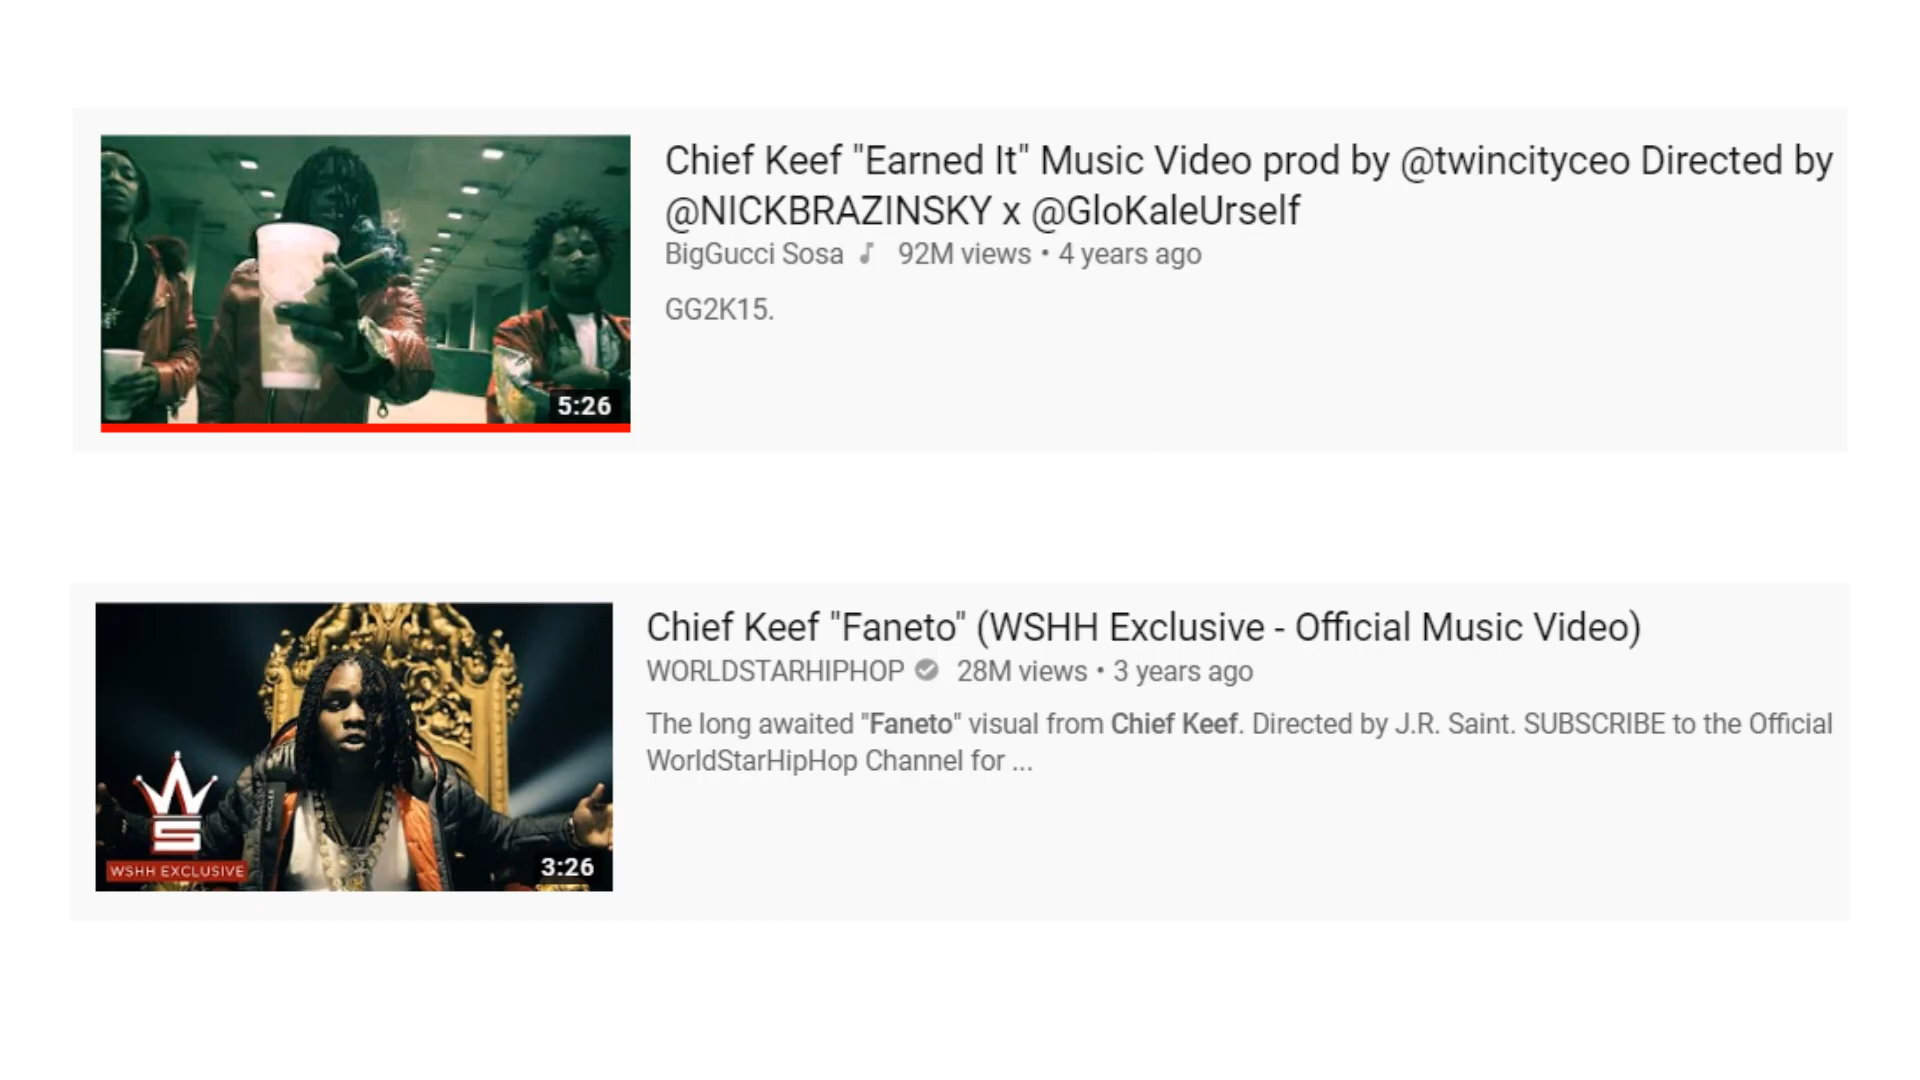 Chief Keef "Earned It" Music Video prod by @twincityceo Directed by
@NICKBRAZINSKY x @GloKaleUrself
BigGucci Sosa 92M views • 4 years ago
GG2K15.
5:26
Chief Keef "Faneto" (WSHH Exclusive - Official Music Video)
WORLDSTARHIPHOP 28M views • 3 years ago
The long awaited "Faneto" visual from Chief Keef. Directed by J.R. Saint. SUBSCRIBE to the Official
WorldStarHipHop Channel for ...
W
S
WSHH EXCLUSIVE
3:26